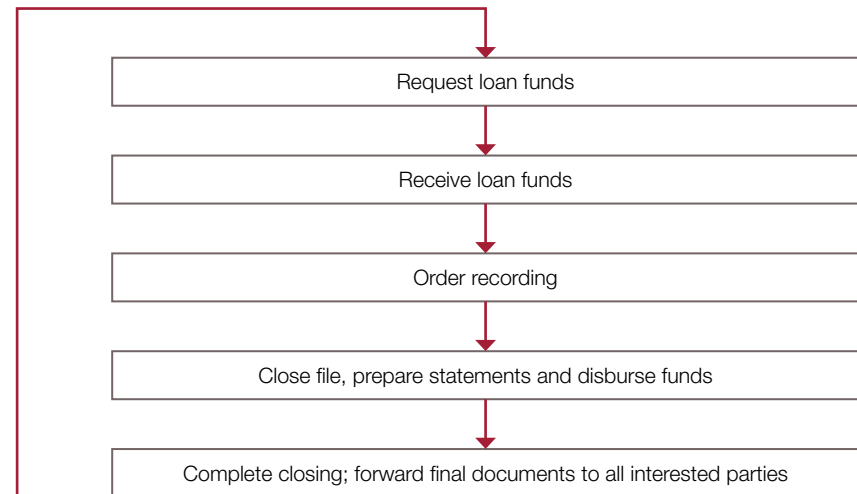 Request loan funds
Receive loan funds
Order recording
Close file, prepare statements and disburse funds
Complete closing; forward final documents to all interested parties